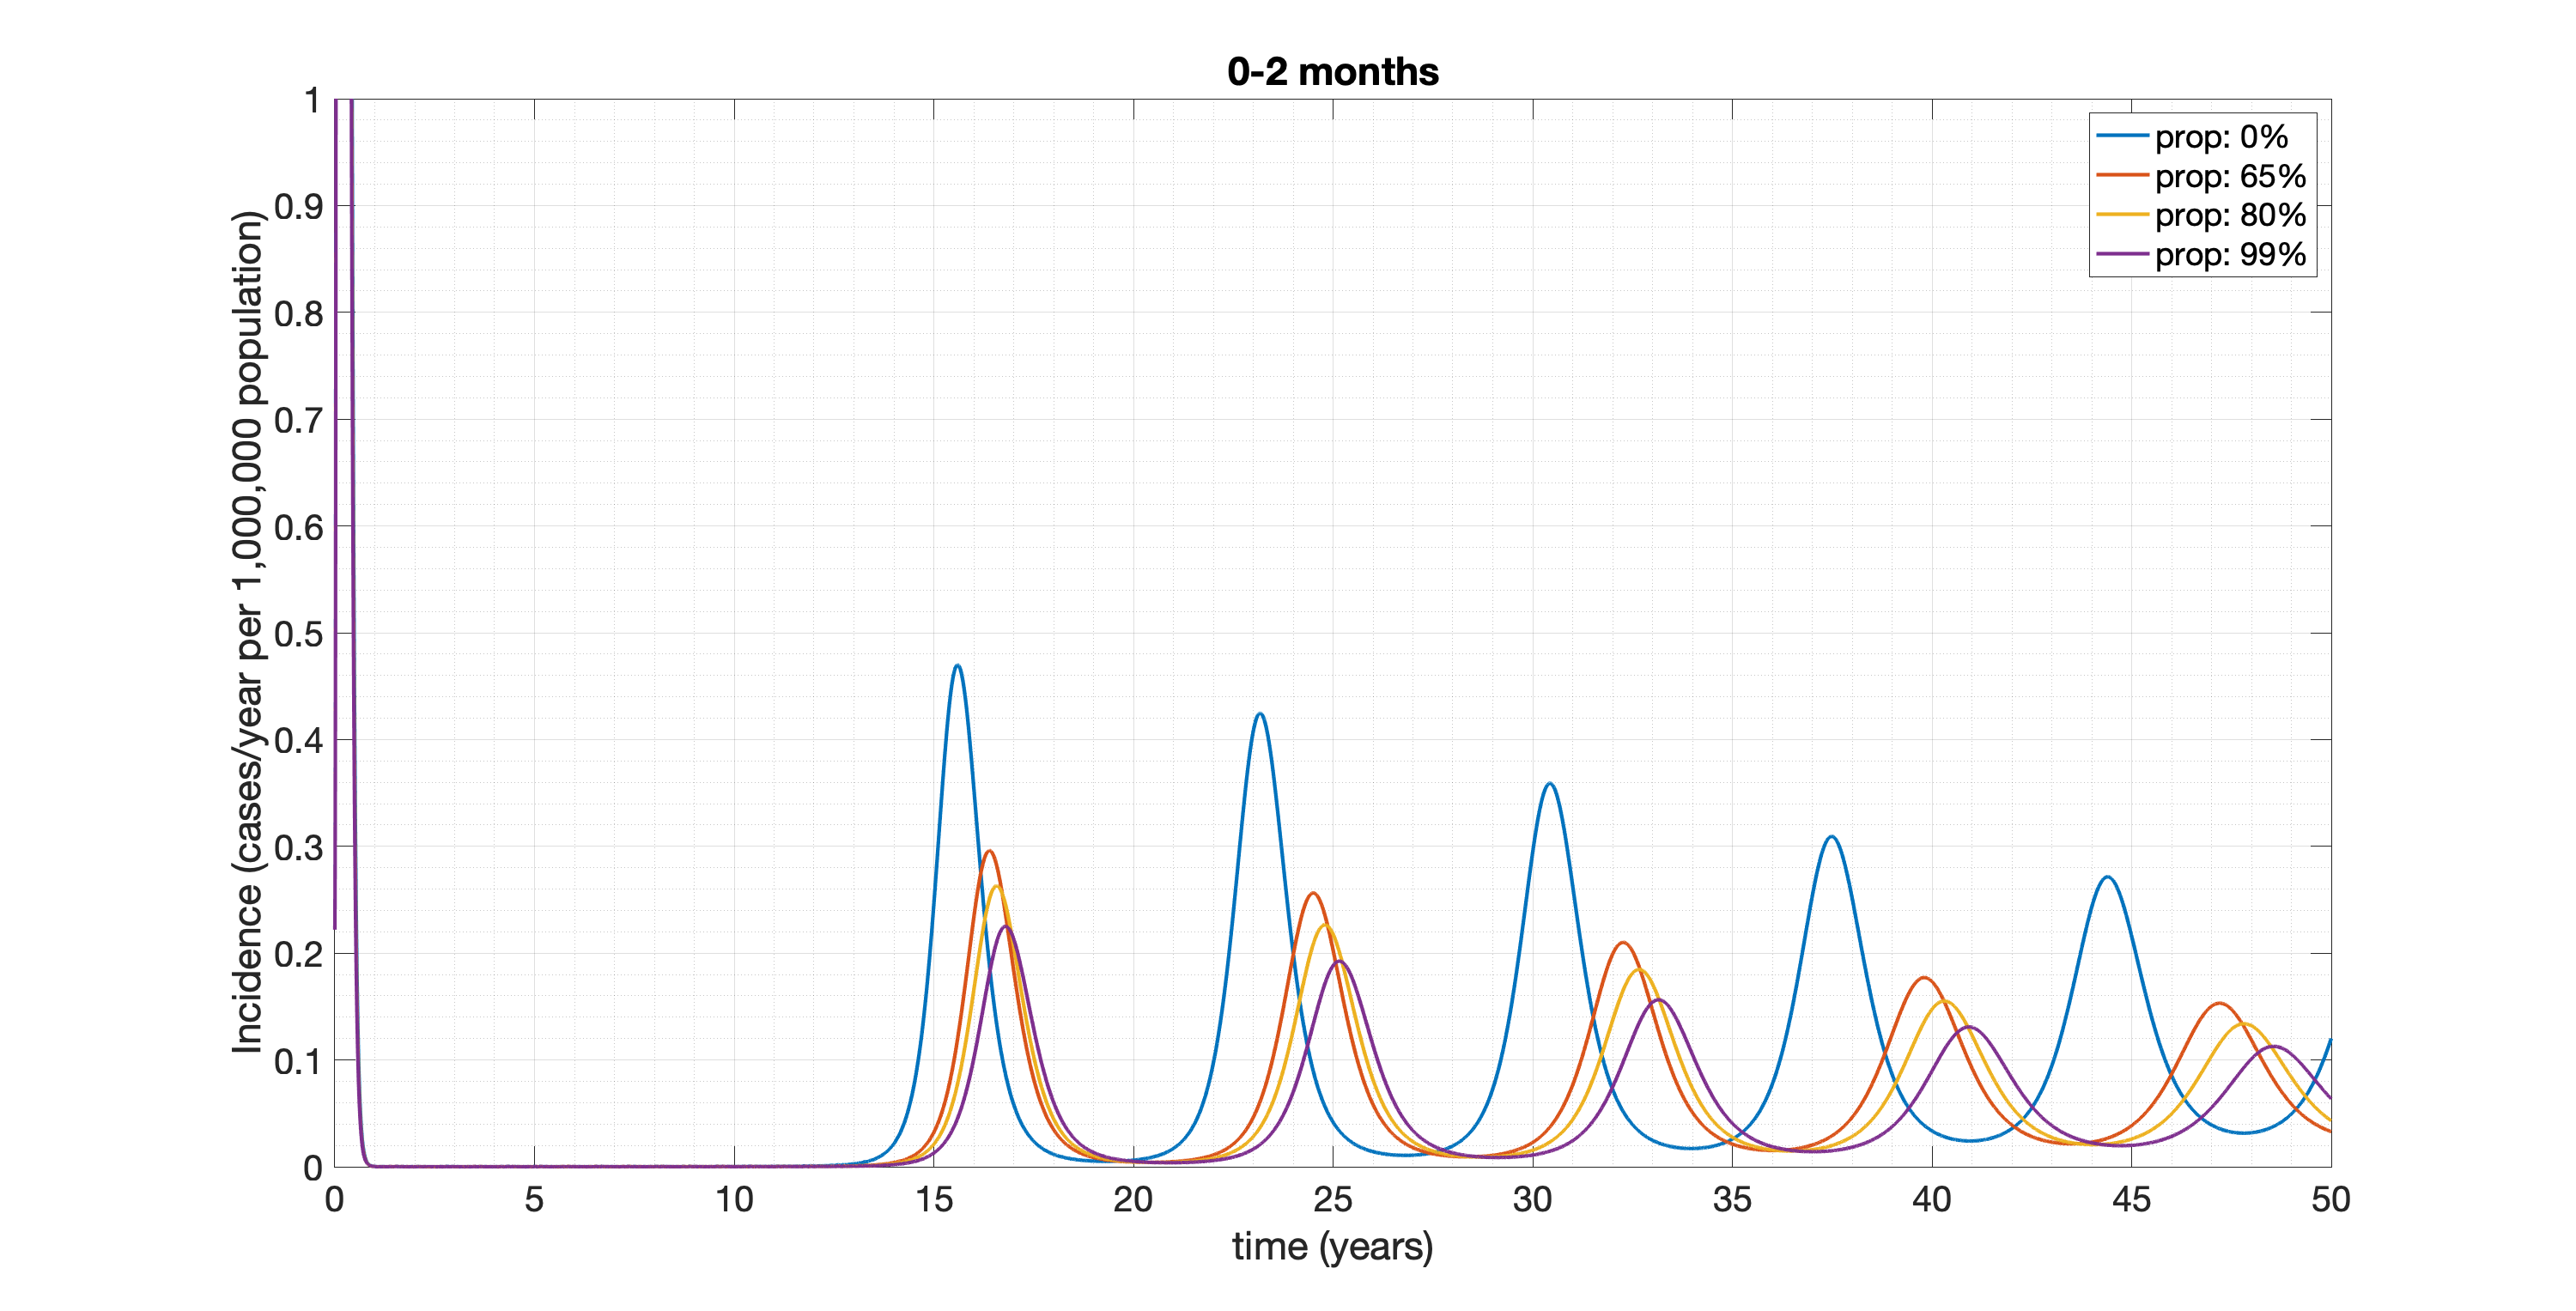 0-2 months
prop: 0%
prop: 65%
prop: 80%
prop: 99%
Incidence (cases/year per 1,000,000 population)
1
0.9
0.8
0.7
0.6
0.5
0.4
0.3
0.2
0.1
0
0 5 10 15 20 25 30 35 40 45 50
time (years)